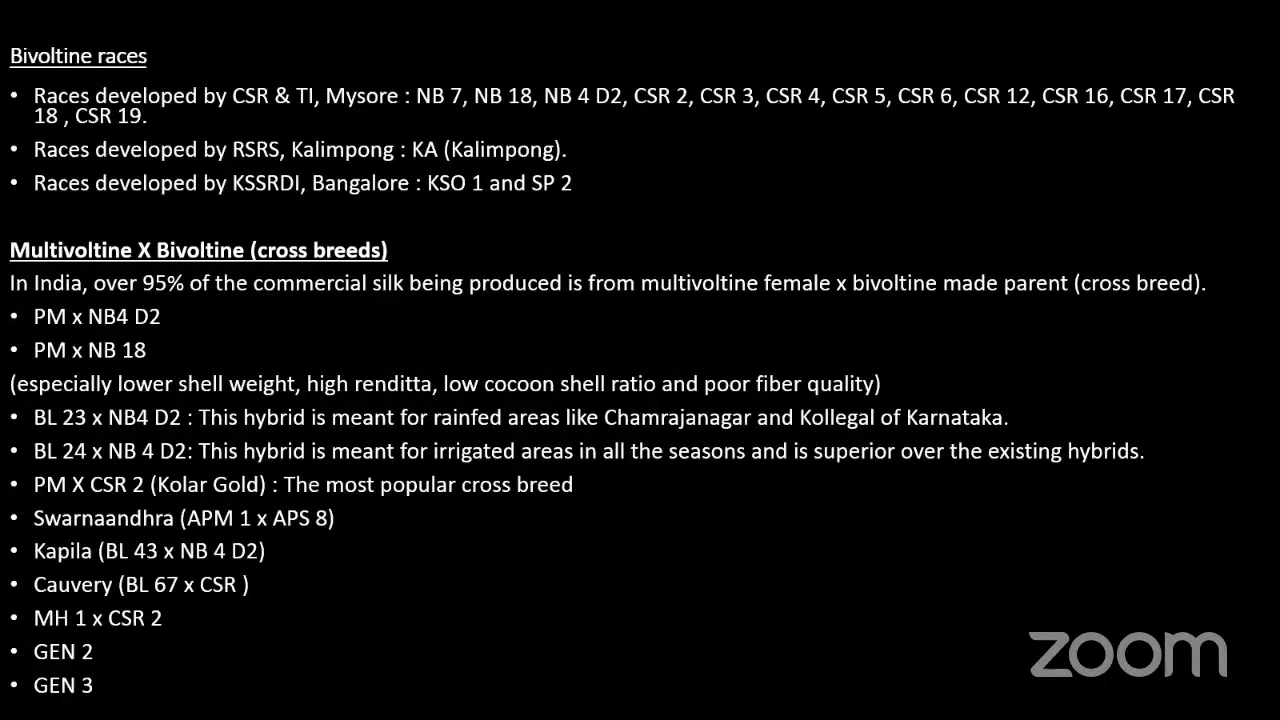 Bivoltine races
• Races developed by CSR & TI, Mysore : NB 7, NB 18, NB 4 D2, CSR 2, CSR 3, CSR 4, CSR 5, CSR 6, CSR 12, CSR 16, CSR 17, CSR
18 , CSR 19.
• Races developed by RSRS, Kalimpong : KA (Kalimpong).
• Races developed by KSSRDI, Bangalore : KSO 1 and SP 2
Multivoltine X Bivoltine (cross breeds)
In India, over 95% of the commercial silk being produced is from multivoltine female x bivoltine made parent (cross breed).
• PM x NB4 D2
• PM x NB 18
(especially lower shell weight, high renditta, low cocoon shell ratio and poor fiber quality)
• BL 23 x NB4 D2 : This hybrid is meant for rainfed areas like Chamrajanagar and Kollegal of Karnataka.
• BL 24 x NB 4 D2: This hybrid is meant for irrigated areas in all the seasons and is superior over the existing hybrids.
• PM X CSR 2 (Kolar Gold) : The most popular cross breed
• Swarnaandhra (APM 1 x APS 8)
• Kapila (BL 43 x NB 4 D2)
• Cauvery (BL 67 x CSR )
• MH 1 x CSR 2
• GEN 2
• GEN 3
zoom